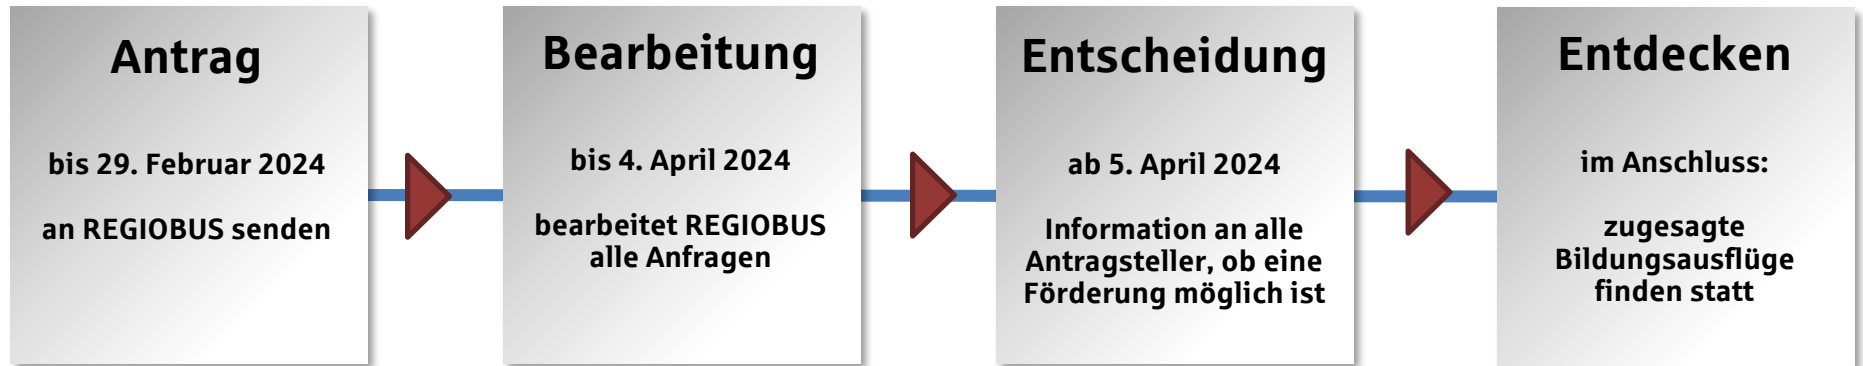 Antrag
bis 29. Februar 2024
an REGIOBUS senden
Bearbeitung
bis 4. April 2024
bearbeitet REGIOBUS
alle Anfragen
Entscheidung
ab 5. April 2024
Information an alle
Antragsteller, ob eine
Förderung möglich ist
Entdecken
im Anschluss:
zugesagte
Bildungsausflüge
finden statt